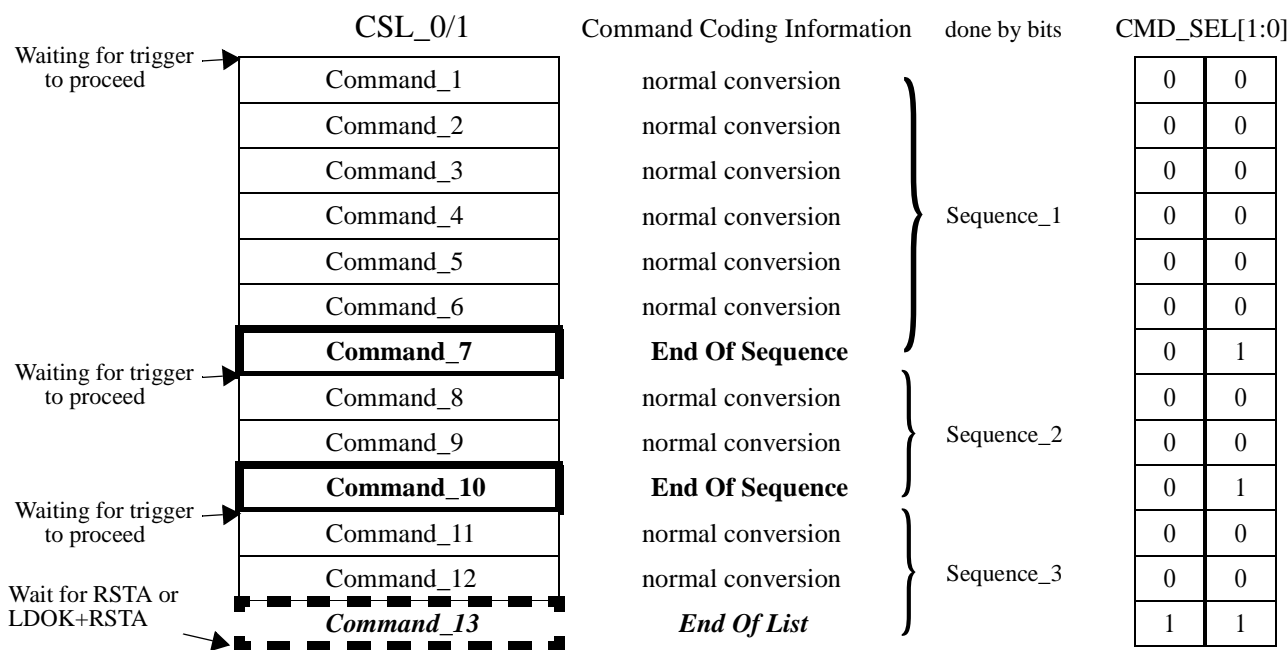 CSL_0/1 Command Coding Information done by bits CMD_SEL[1:0]
Waiting for trigger
to proceed
Command_1 normal conversion 0 0
Command_2 normal conversion 0 0
Command_3 normal conversion 0 0
Command_4 normal conversion Sequence_1 0 0
Command_5 normal conversion 0 0
Command_6 normal conversion 0 0
Command_7 End Of Sequence 0 1
Waiting for trigger
to proceed
Command_8 normal conversion 0 0
Command_9 normal conversion Sequence_2 0 0
Command_10 End Of Sequence 0 1
Waiting for trigger
to proceed
Command_11 normal conversion 0 0
Command_12 normal conversion Sequence_3 0 0
Wait for RSTA or
LDOK+RSTA
Command_13 End Of List 1 1